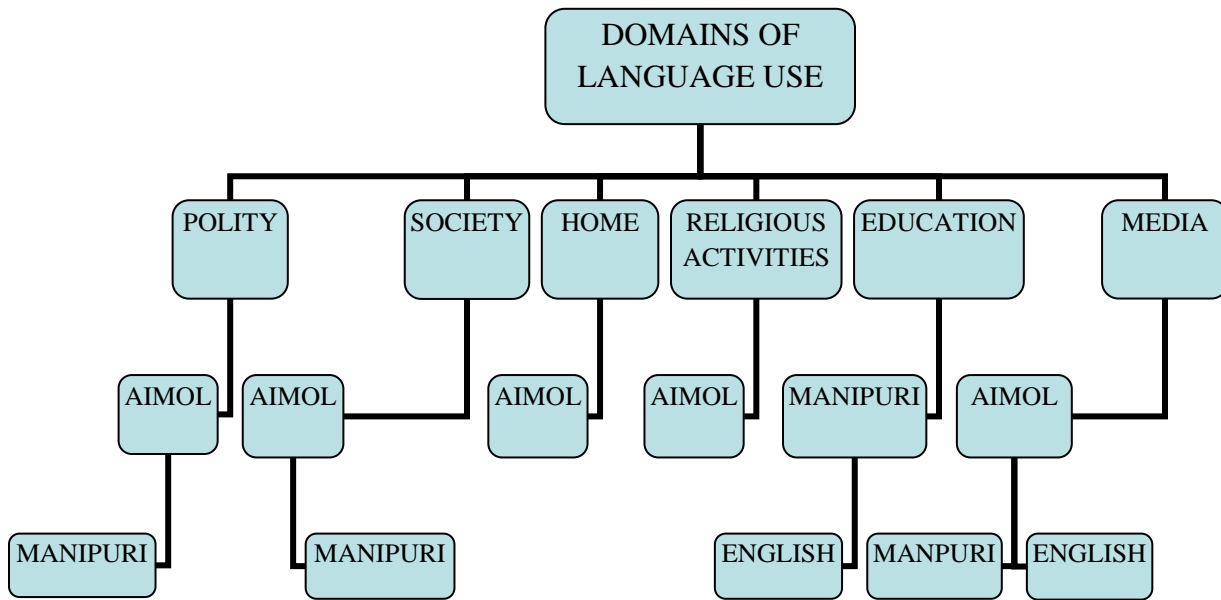 DOMAINS OF
LANGUAGE USE
POLITY
SOCIETY
HOME
RELIGIOUS
ACTIVITIES
EDUCATION
MEDIA
AIMOL
AIMOL
AIMOL
AIMOL
MANIPURI
AIMOL
MANIPURI
MANIPURI
ENGLISH
MANPURI
ENGLISH